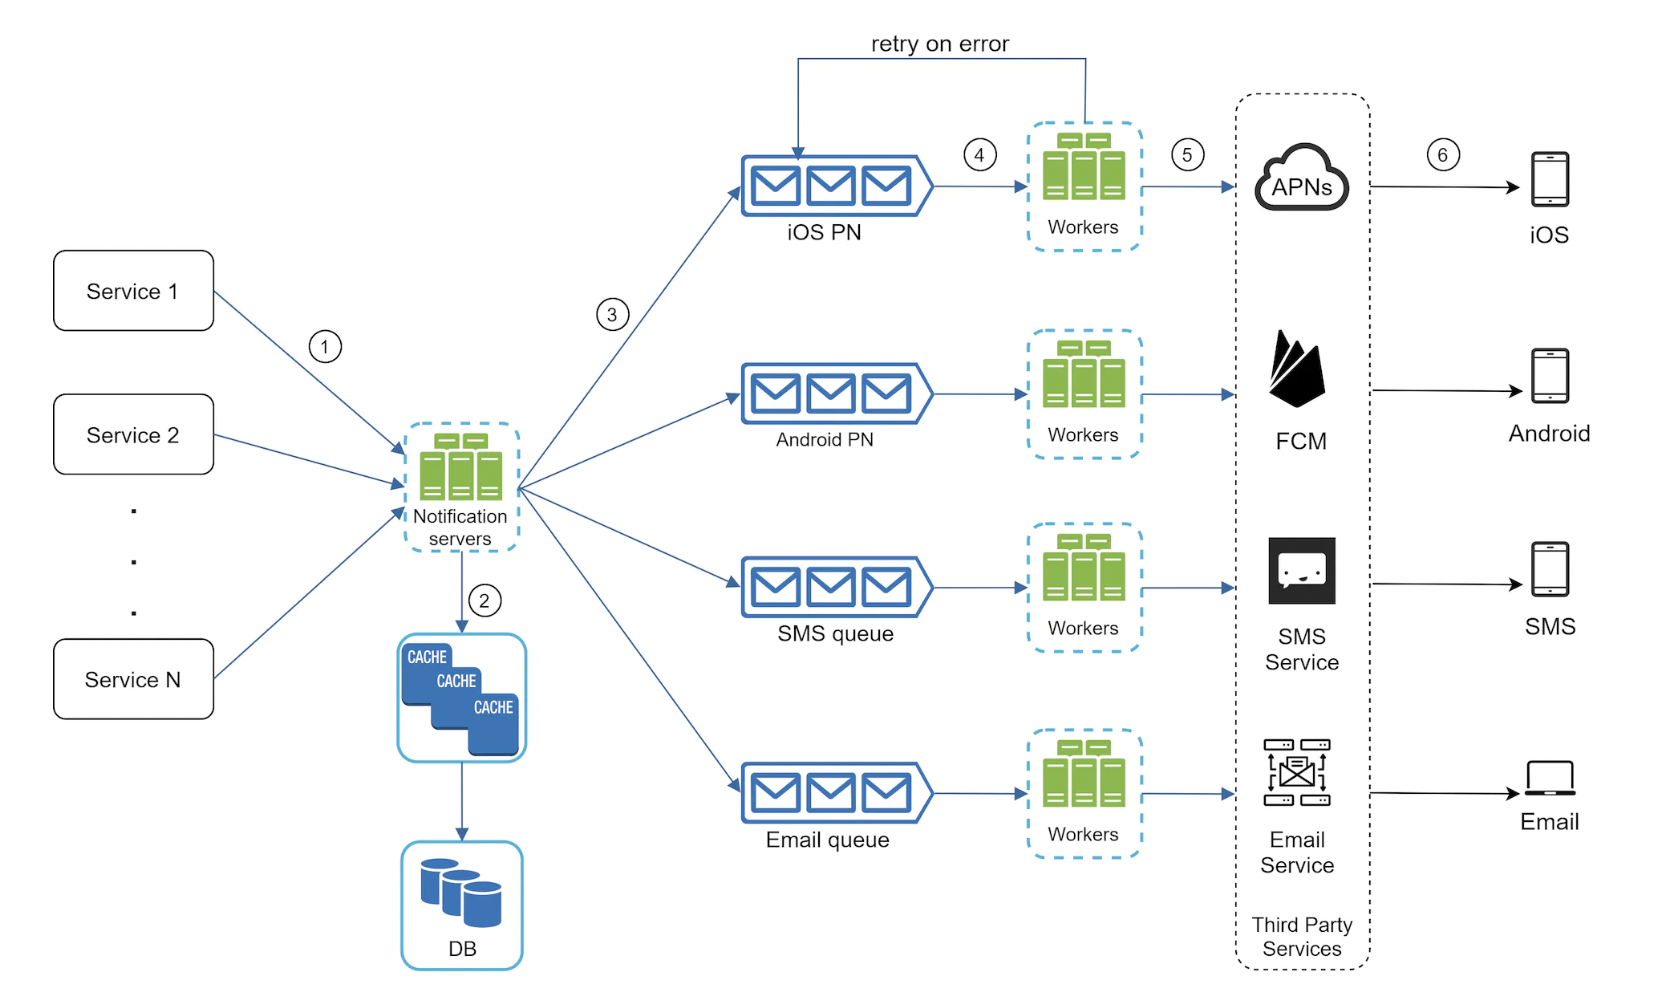 retry on error
4
5
6
APNs
iOS PN
Workers
iOS
Service 1
3
1
Service 2
Android PN
Workers
FCM
Android
.
.
.
Notification
servers
2
SMS queue
Workers
SMS
Service
SMS
Service N
CACHE
CACHE
CACHE
Email queue
Workers
Email
Service
Email
DB
Third Party
Services